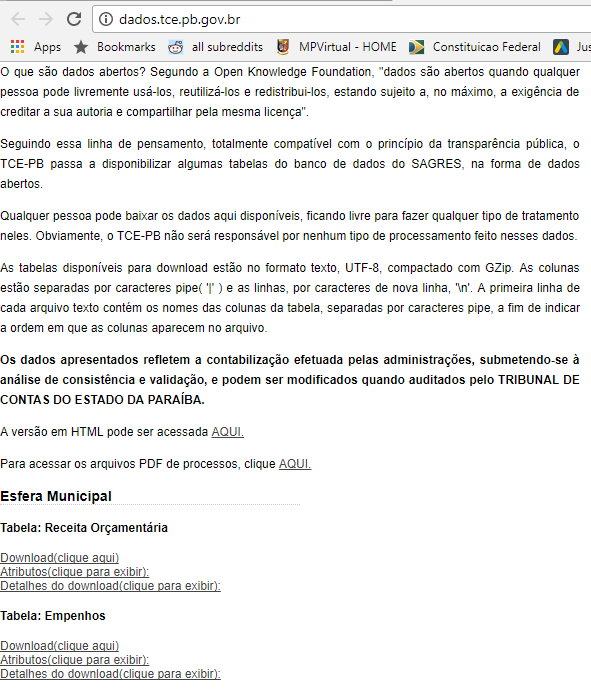 dados.tce.pb.gov.br
Apps Bookmarks all subreddits MPVirtual - HOME Constituicao Federal Jus
O que são dados abertos? Segundo a Open Knowledge Foundation, "dados são abertos quando qualquer
pessoa pode livremente usá-los, reutilizá-los e redistribui-los, estando sujeito a, no máximo, a exigência de
creditar a sua autoria e compartilhar pela mesma licença".
Seguindo essa linha de pensamento, totalmente compatível com o princípio da transparência pública, o
TCE-PB passa a disponibilizar algumas tabelas do banco de dados do SAGRES, na forma de dados
abertos.
Qualquer pessoa pode baixar os dados aqui disponíveis, ficando livre para fazer qualquer tipo de tratamento
neles. Obviamente, o TCE-PB não será responsável por nenhum tipo de processamento feito nesses dados.
As tabelas disponíveis para download estão no formato texto, UTF-8, compactado com GZip. As colunas
estão separadas por caracteres pipe( '|' ) e as linhas, por caracteres de nova linha, '\n'. A primeira linha de
cada arquivo texto contém os nomes das colunas da tabela, separadas por caracteres pipe, a fim de indicar
a ordem em que as colunas aparecem no arquivo.
Os dados apresentados refletem a contabilização efetuada pelas administrações, submetendo-se à
análise de consistência e validação, e podem ser modificados quando auditados pelo TRIBUNAL DE
CONTAS DO ESTADO DA PARAÍBA.
A versão em HTML pode ser acessada AQUI.
Para acessar os arquivos PDF de processos, clique AQUI.
Esfera Municipal
Tabela: Receita Orçamentária
Download(clique aqui)
Atributos(clique para exibir):
Detalhes do download(clique para exibir):
Tabela: Empenhos
Download(clique aqui)
Atributos(clique para exibir):
Detalhes do download(clique para exibir):